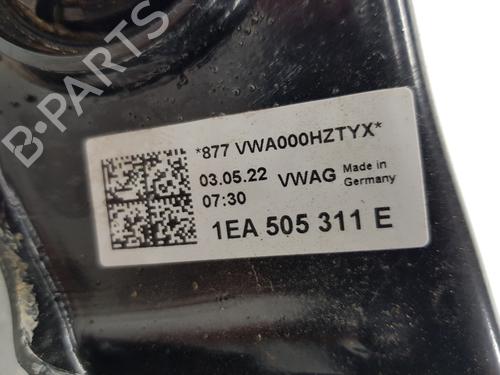 B-PARTS
*877 VWA000HZTYX*
03.05.22 VWAG Made in Germany
07:30
1EA 505 311 E